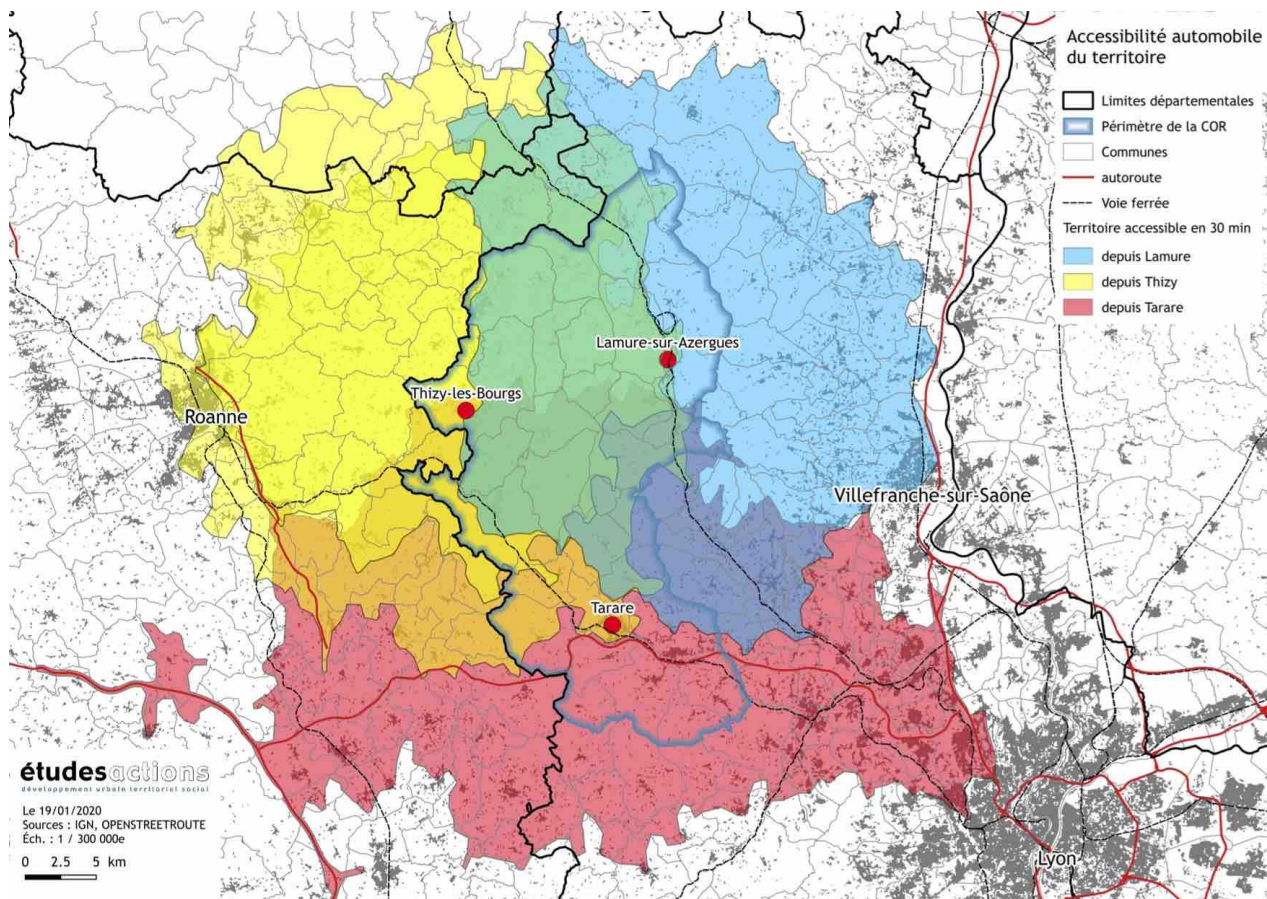 Accessibilité automobile
du territoire
Limites départementales
Périmètre de la COR
Communes
autoroute
Voie ferrée
Territoire accessible en 30 min
depuis Lamure
depuis Thizy
depuis Tarare
Lamure-sur-Azergues
Thizy-les-Bourgs
Roanne
Villefranche-sur-Saône
Tarare
Lyon
étudesactions
développement urbain territorial social
Le 19/01/2020
Sources : IGN, OPENSTREETROUTE
Éch. : 1 / 300 000e
0 2.5 5 km